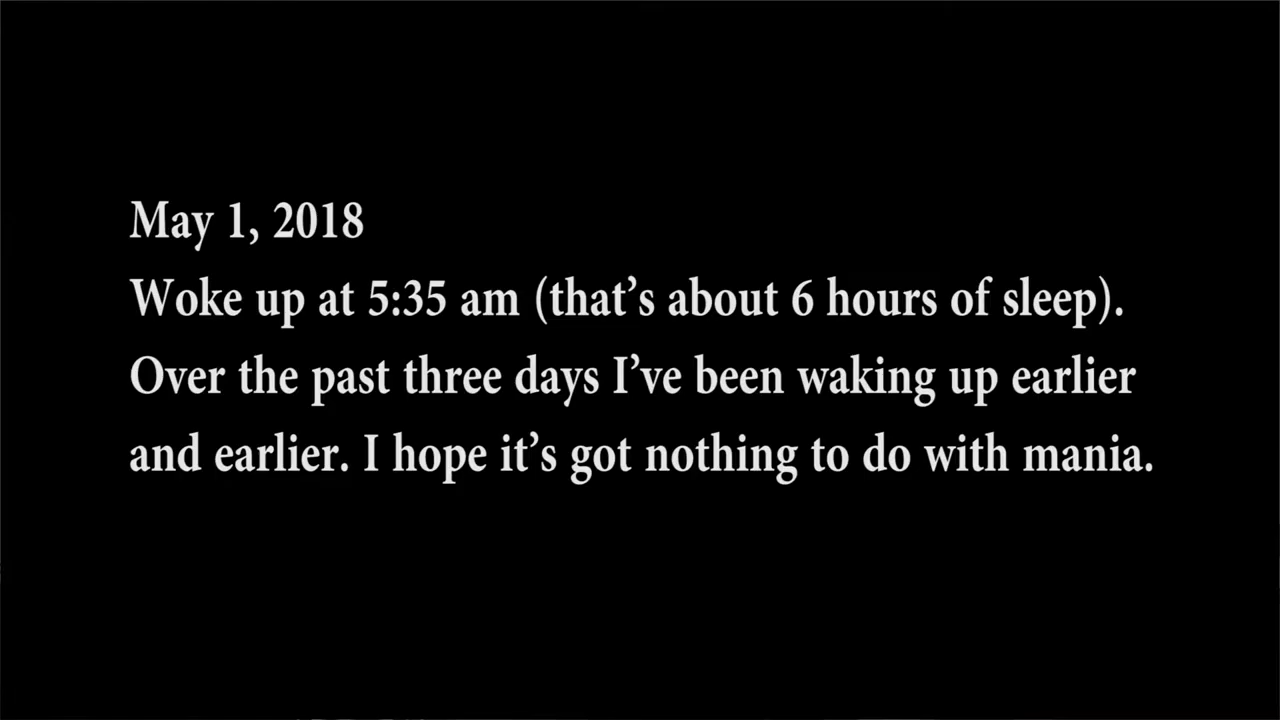 May 1, 2018
Woke up at 5:35 am (that’s about 6 hours of sleep).
Over the past three days I’ve been waking up earlier
and earlier. I hope it’s got nothing to do with mania.